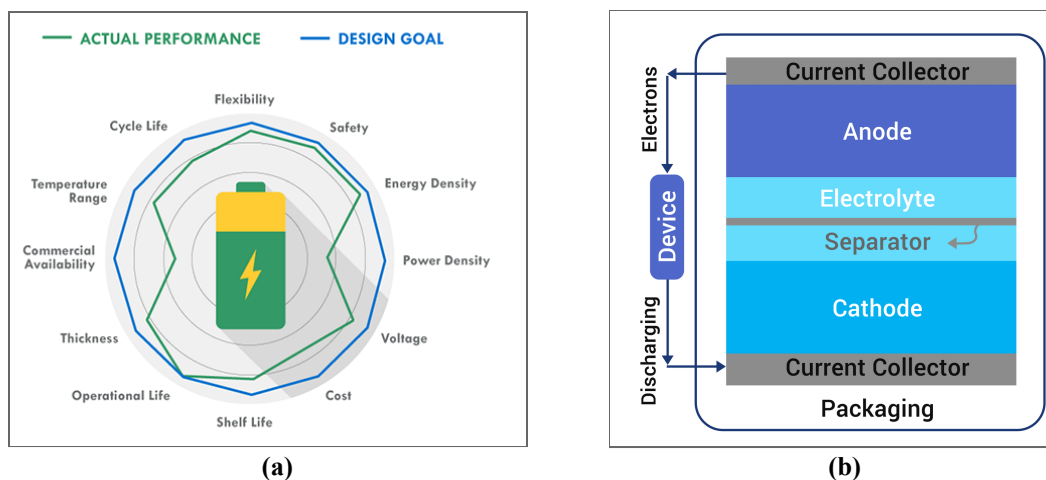 ACTUAL PERFORMANCE
DESIGN GOAL
Flexibility
Cycle Life
Safety
Temperature
Range
Energy Density
Commercial
Availability
Power Density
Thickness
Voltage
Operational Life
Cost
Shelf Life
(a)
Current Collector
Electrons
Anode
Electrolyte
Device
Separator
Cathode
Discharging
Current Collector
Packaging
(b)